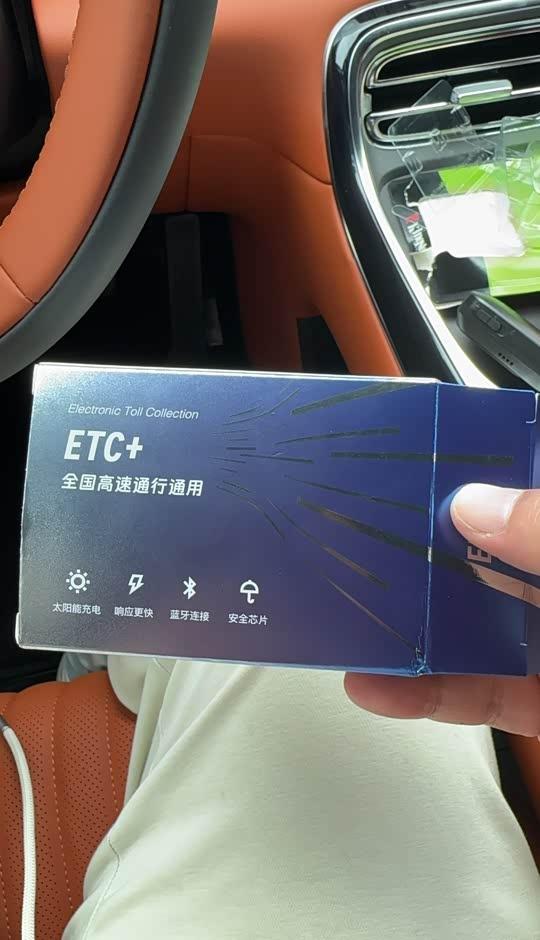 Electronic Toll Collection
ETC+
全国高速通行通用
太阳能充电
响应更快
蓝牙连接
安全芯片
E
Kings